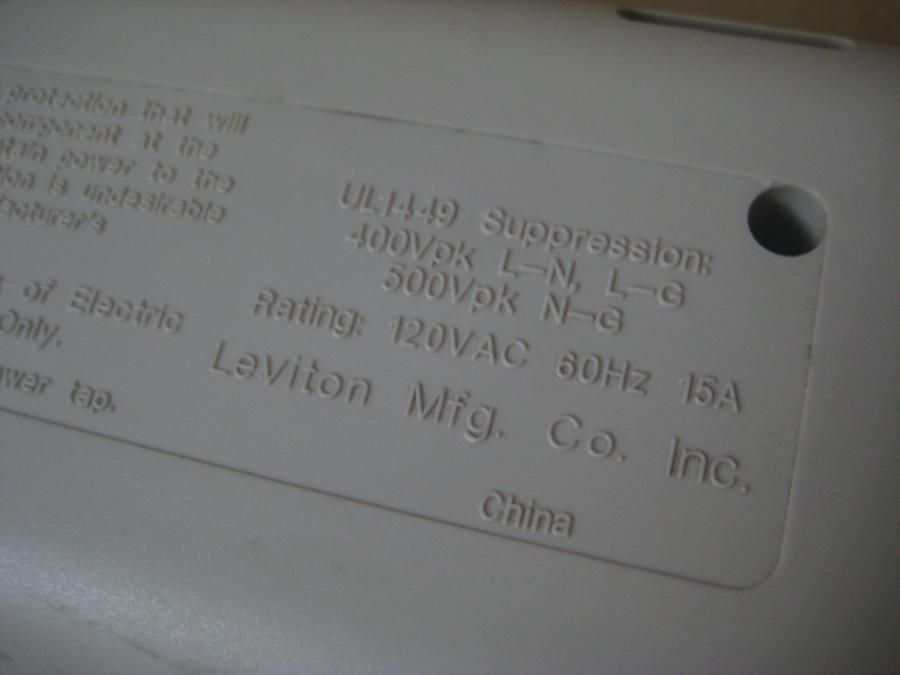 protection that will
component at the
power to the
is undesirable
of Electric
Only.
tap.
UL1449 Suppression:
400Vpk L-N, L-G
500Vpk N-G
Rating: 120VAC 60Hz 15A
Leviton Mfg. Co. Inc.
China